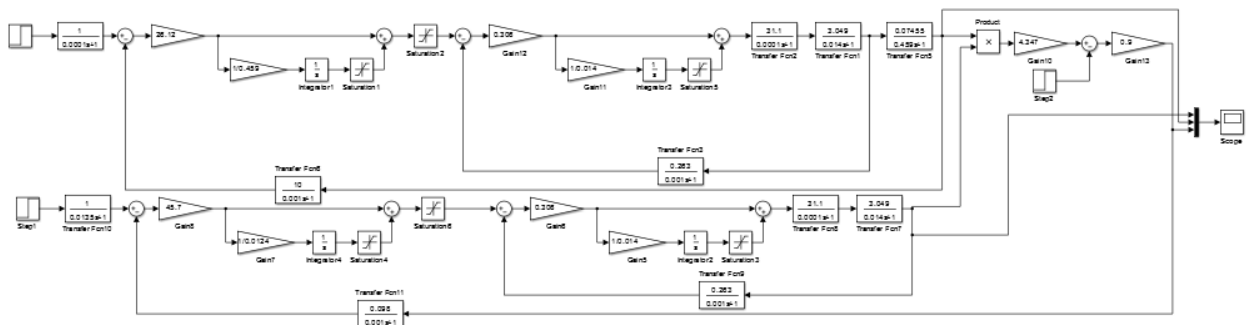 1
0.0001s+1
26.12
1/0.459
1
s
Integrator1
Saturation1
Saturation2
0.306
Gain12
1/0.014
Gain11
1
s
Integrator3
Saturation5
31.1
0.0001s+1
Transfer Fcn2
3.049
0.014s+1
Transfer Fcn1
0.07455
0.459s+1
Transfer Fcn3
Product
×
4.347
Gain10
Step2
0.9
Gain13
Scope
Transfer Fcn3
0.263
0.001s+1
Transfer Fcn6
10
0.001s+1
Step1
1
0.0135s+1
Transfer Fcn10
45.7
Gain8
1/0.0124
Gain7
1
s
Integrator4
Saturation4
Saturation6
0.306
Gain6
1/0.014
Gain5
1
s
Integrator2
Saturation3
31.1
0.0001s+1
Transfer Fcn8
3.049
0.014s+1
Transfer Fcn7
Transfer Fcn9
0.263
0.001s+1
Transfer Fcn11
0.095
0.001s+1